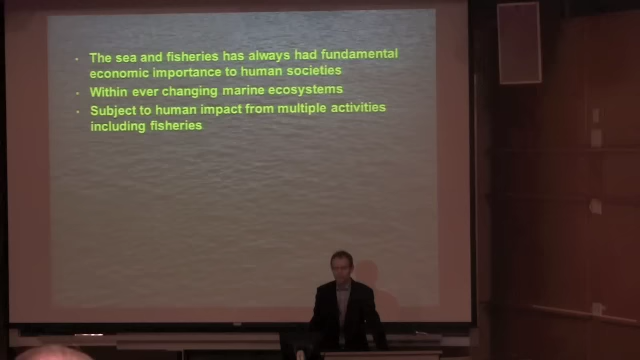 • The sea and fisheries has always had fundamental
economic importance to human societies
• Within ever changing marine ecosystems
• Subject to human impact from multiple activities
including fisheries